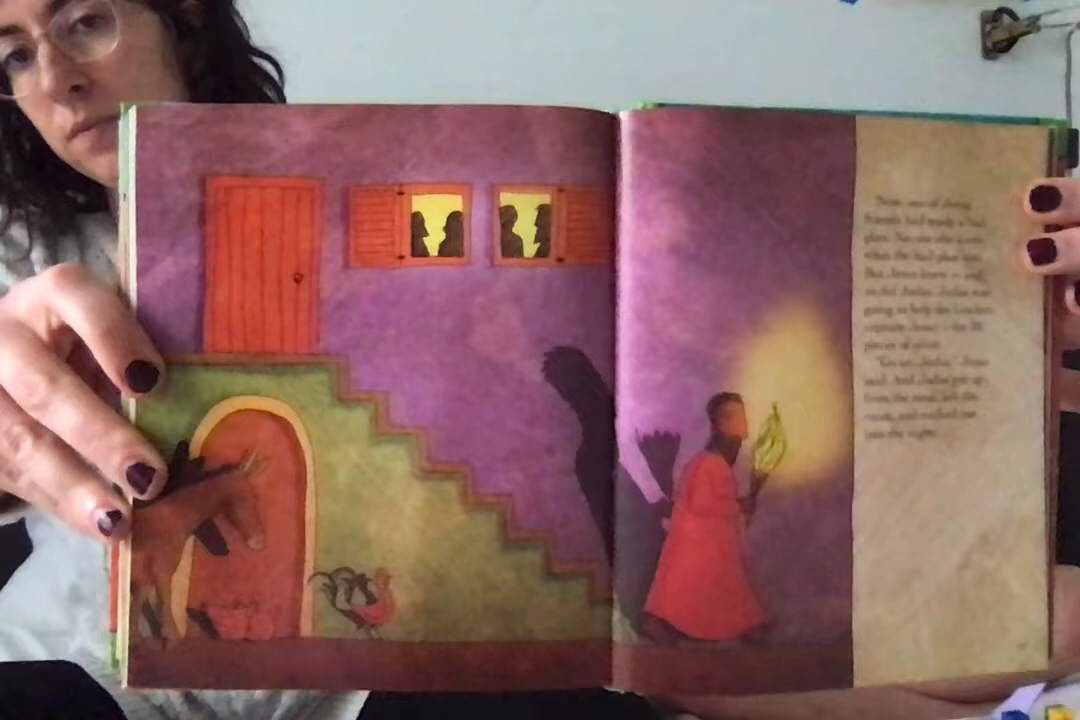 Now one of Jesus'
friends had made a bad
plan. No one else knew
what the bad plan was.
But Jesus knew — and
so did Judas. Judas was
going to help the Leaders
capture Jesus — for 30
pieces of silver.
"Go on, Judas," Jesus
said. And Judas got up
from the meal, left the
room, and walked out
into the night.